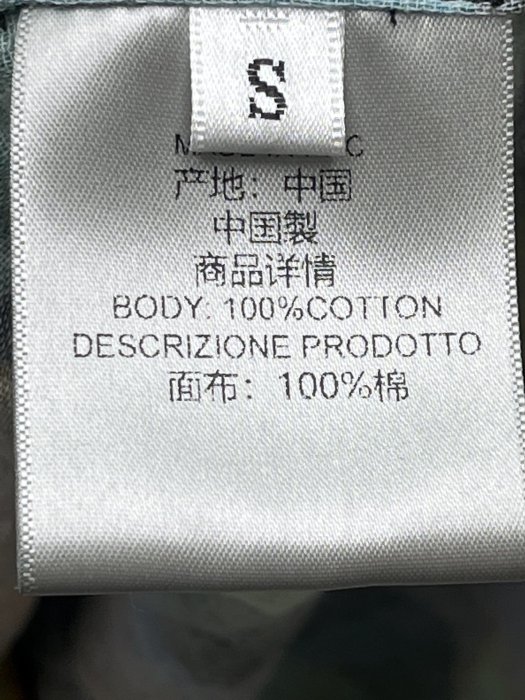 S
产地：中国
中国製
商品详情
BODY: 100%COTTON
DESCRIZIONE PRODOTTO
面布：100%棉